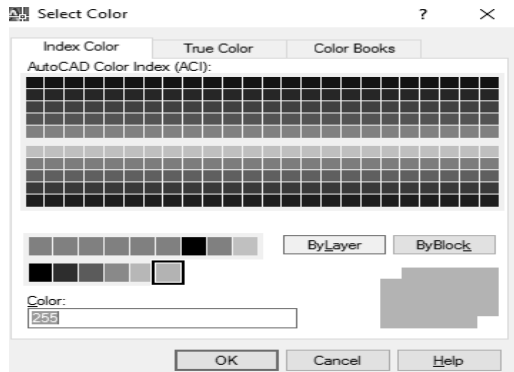 Select Color ? ×
Index Color True Color Color Books
AutoCAD Color Index (ACI):
ByLayer ByBlock
Color:
255
OK Cancel Help